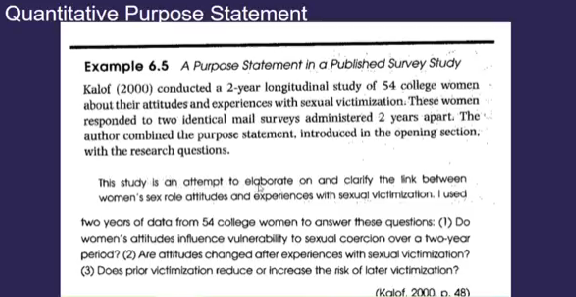 Quantitative Purpose Statement
Example 6.5 A Purpose Statement in a Published Survey Study
Kalof (2000) conducted a 2-year longitudinal study of 54 college women
about their attitudes and experiences with sexual victimization. These women
responded to two identical mail surveys administered 2 years apart. The
author combined the purpose statement, introduced in the opening section,
with the research questions.
This study is an attempt to elaborate on and clarify the link between
women's sex role attitudes and experiences with sexual victimization. I used
two years of data from 54 college women to answer these questions: (1) Do
women's attitudes influence vulnerability to sexual coercion over a two-year
period? (2) Are attitudes changed after experiences with sexual victimization?
(3) Does prior victimization reduce or increase the risk of later victimization?
(Kalof, 2000, p. 48)